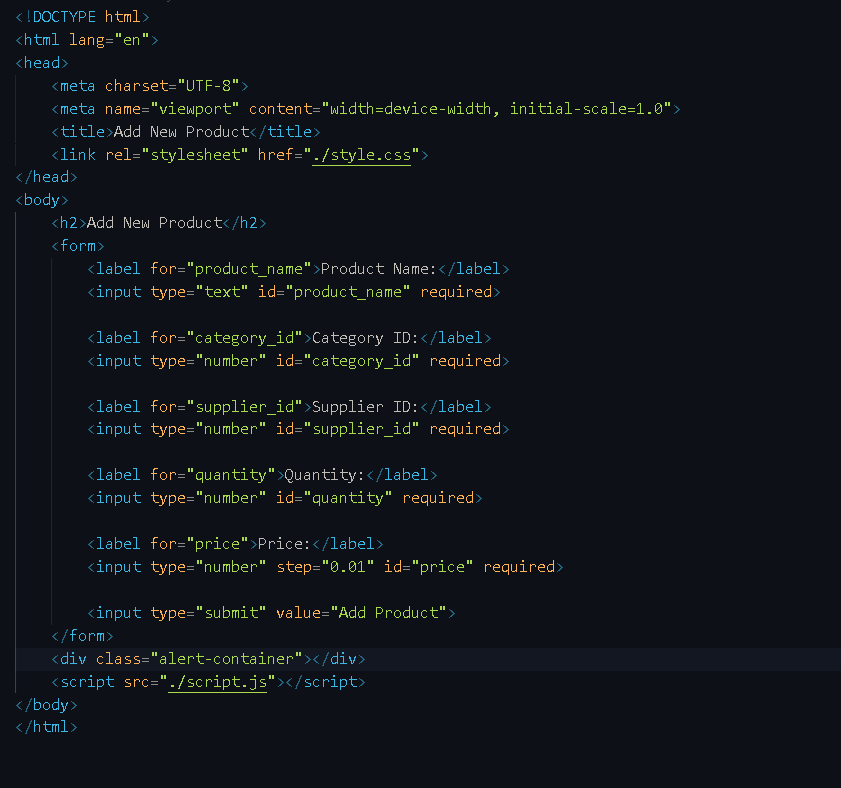 <!DOCTYPE html>
<html lang="en">
<head>
    <meta charset="UTF-8">
    <meta name="viewport" content="width=device-width, initial-scale=1.0">
    <title>Add New Product</title>
    <link rel="stylesheet" href="./style.css">
</head>
<body>
    <h2>Add New Product</h2>
    <form>
        <label for="product_name">Product Name:</label>
        <input type="text" id="product_name" required>

        <label for="category_id">Category ID:</label>
        <input type="number" id="category_id" required>

        <label for="supplier_id">Supplier ID:</label>
        <input type="number" id="supplier_id" required>

        <label for="quantity">Quantity:</label>
        <input type="number" id="quantity" required>

        <label for="price">Price:</label>
        <input type="number" step="0.01" id="price" required>

        <input type="submit" value="Add Product">
    </form>
    <div class="alert-container"></div>
    <script src="./script.js"></script>
</body>
</html>